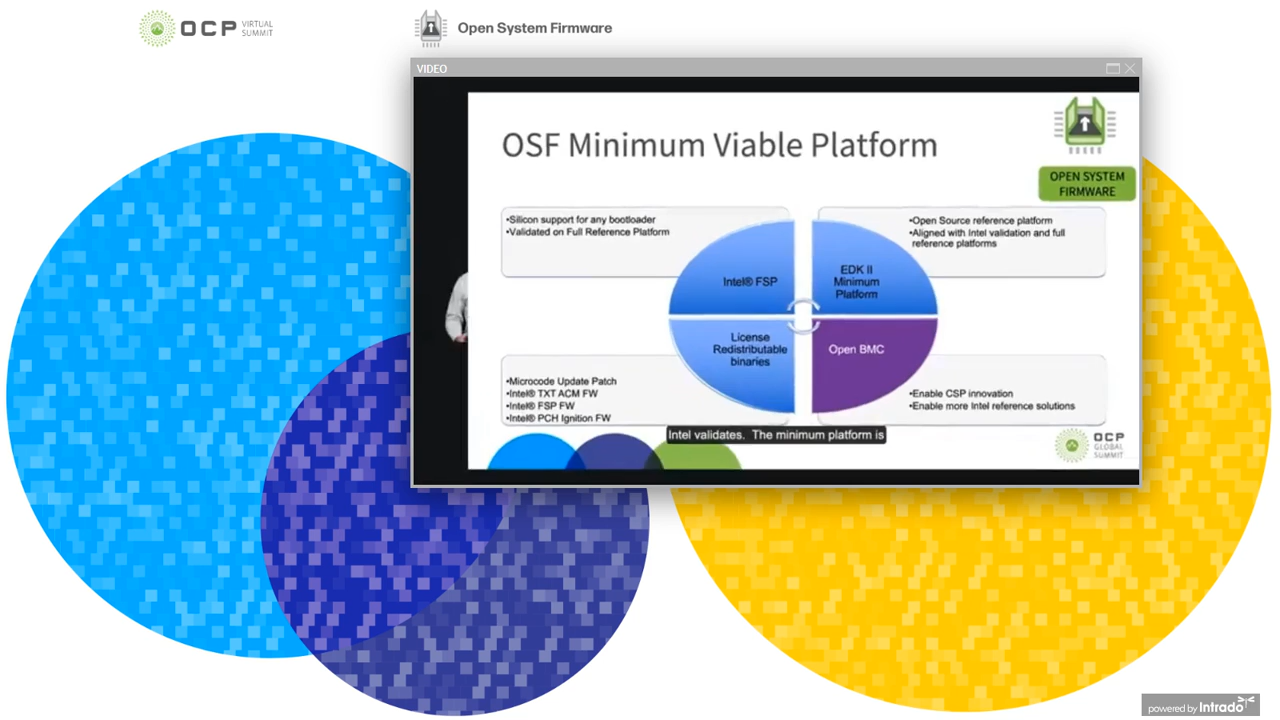 OCP VIRTUAL SUMMIT
Open System Firmware
VIDEO
OSF Minimum Viable Platform
OPEN SYSTEM
FIRMWARE
•Silicon support for any bootloader
•Validated on Full Reference Platform
•Open Source reference platform
•Aligned with Intel validation and full
reference platforms
Intel® FSP
EDK II
Minimum
Platform
License
Redistributable
binaries
Open BMC
•Microcode Update Patch
•Intel® TXT ACM FW
•Intel® FSP FW
•Intel® PCH Ignition FW
•Enable CSP innovation
•Enable more Intel reference solutions
Intel validates. The minimum platform is
OCP
GLOBAL
SUMMIT
powered by Intrado